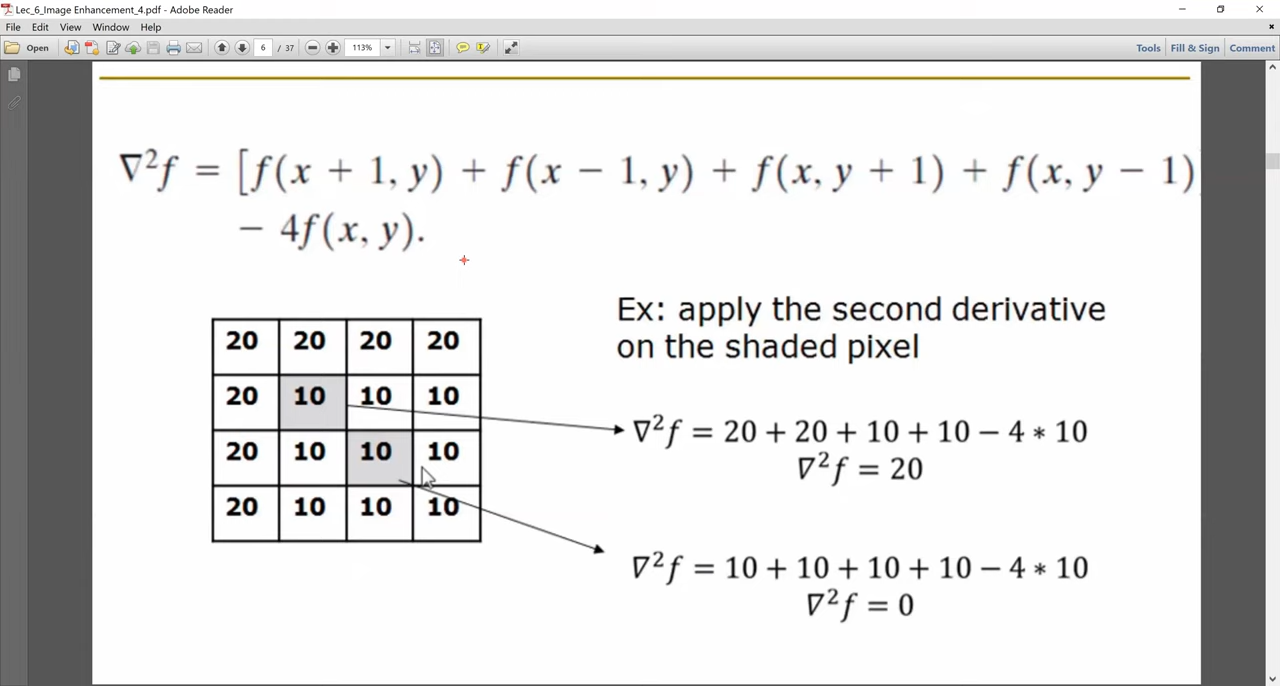 Lec_6_Image Enhancement_4.pdf - Adobe Reader
File Edit View Window Help
Open 6 / 37 113% Tools Fill & Sign Comment
∇²f = [f(x + 1, y) + f(x − 1, y) + f(x, y + 1) + f(x, y − 1)
− 4f(x, y).
Ex: apply the second derivative
on the shaded pixel
20 20 20 20
20 10 10 10
20 10 10 10
20 10 10 10
∇²f = 20 + 20 + 10 + 10 − 4 ∗ 10
∇²f = 20
∇²f = 10 + 10 + 10 + 10 − 4 ∗ 10
∇²f = 0